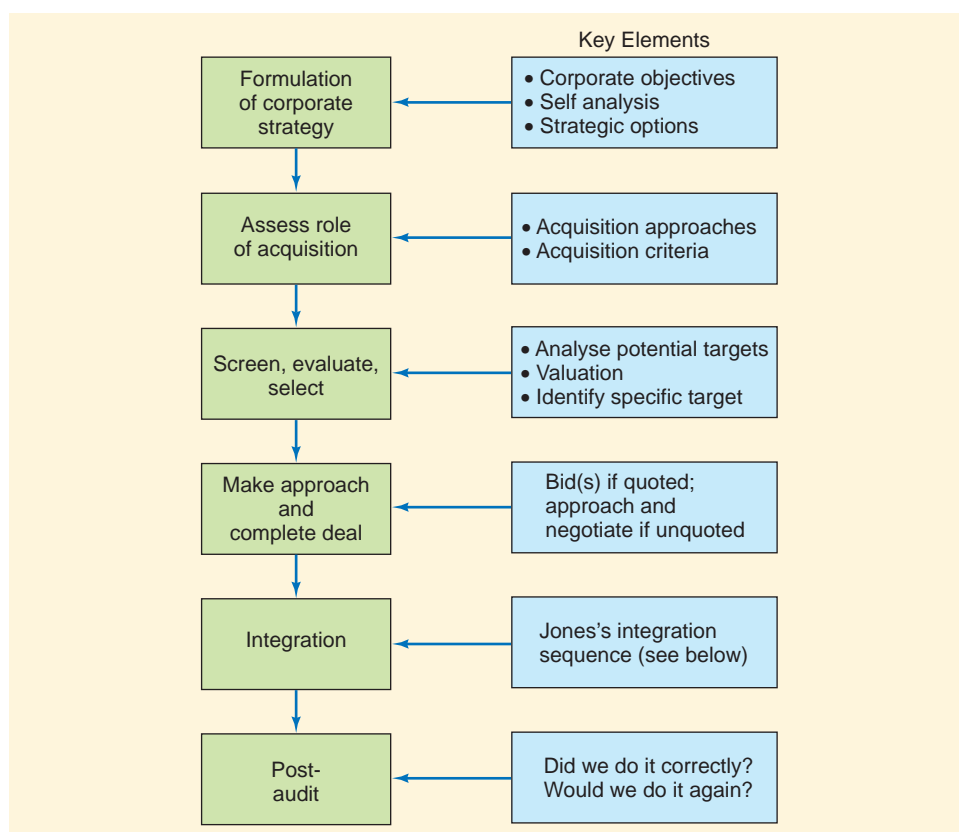 Key Elements
Formulation
of corporate
strategy
• Corporate objectives
• Self analysis
• Strategic options
Assess role
of acquisition
• Acquisition approaches
• Acquisition criteria
Screen, evaluate,
select
• Analyse potential targets
• Valuation
• Identify specific target
Make approach
and
complete deal
Bid(s) if quoted;
approach and
negotiate if unquoted
Integration
Jones's integration
sequence (see below)
Post-
audit
Did we do it correctly?
Would we do it again?